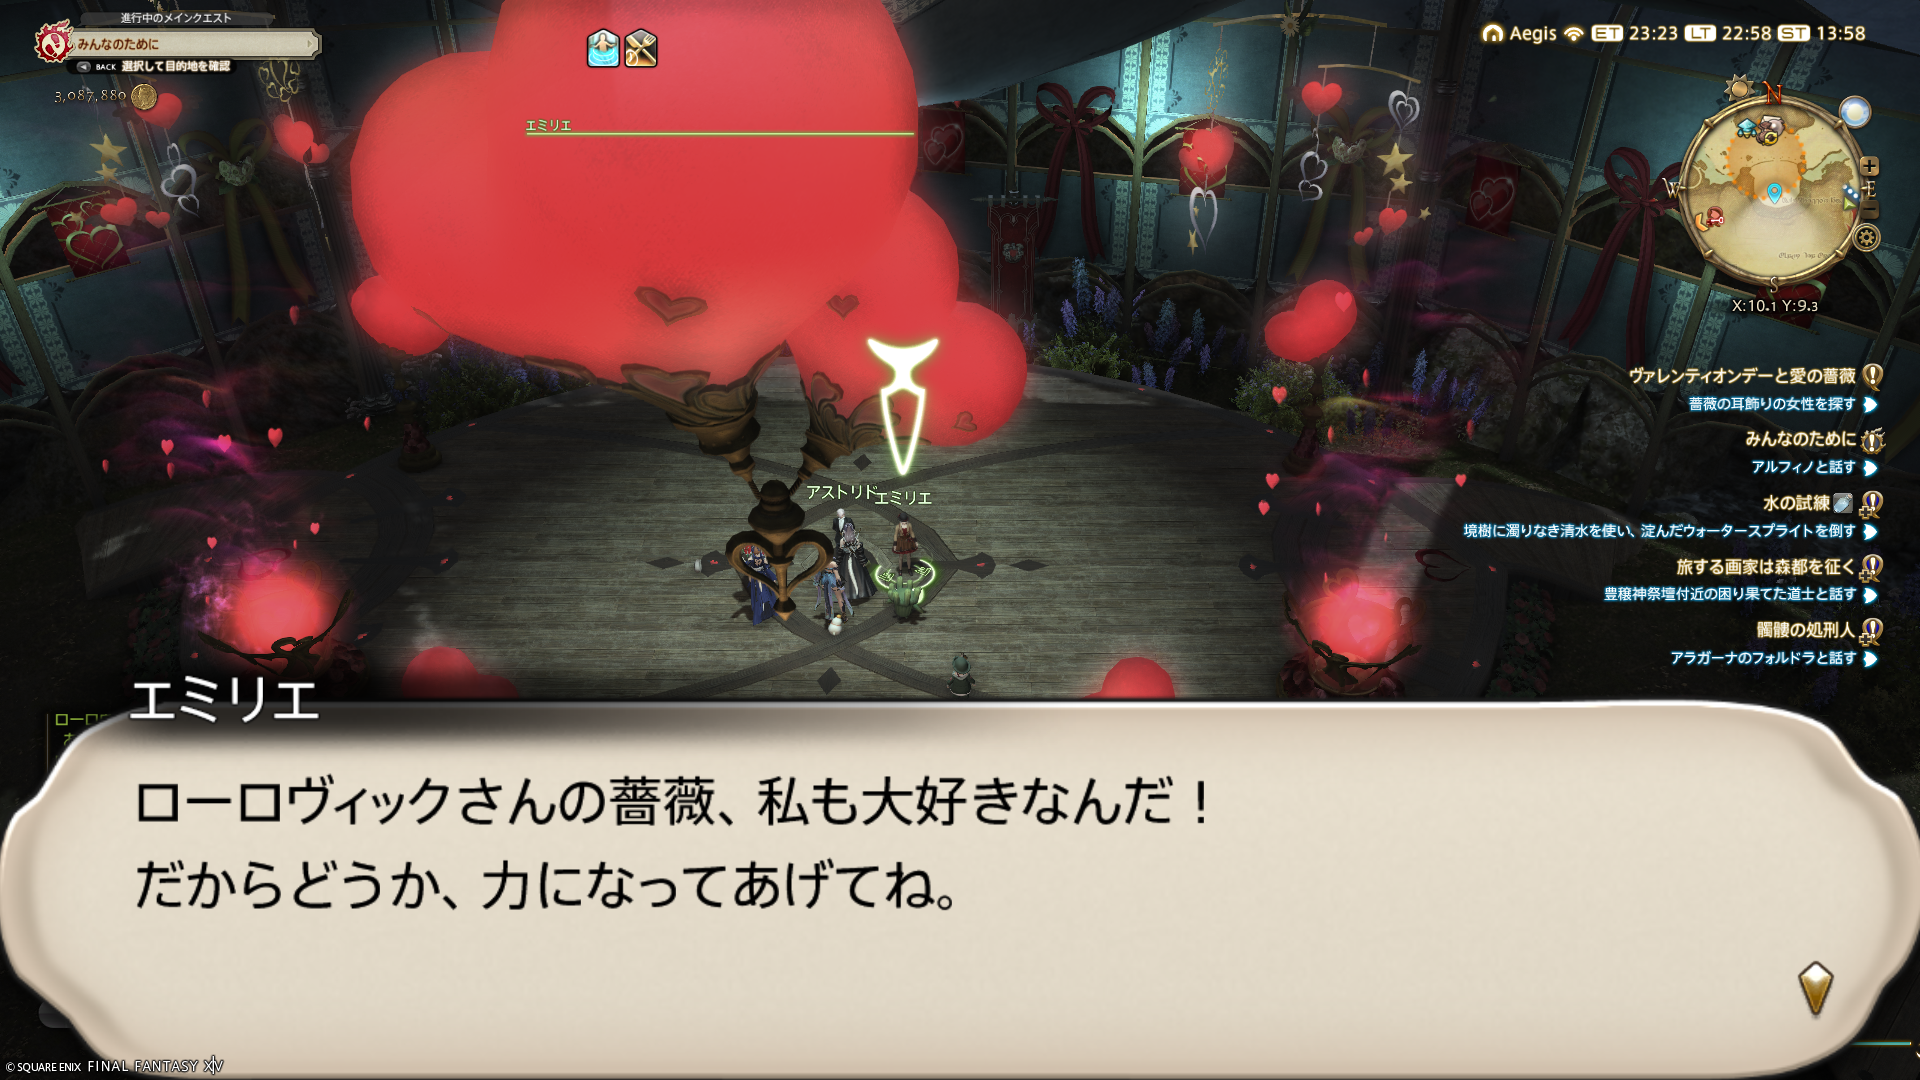 進行中のメインクエスト
みんなのために
BACK 選択して目的地を確認
3,087,880
Aegis ET 23:23 LT 22:58 ST 13:58
エミリエ
N
W
E
S
X:10.1 Y:9.3
ヴァレンティオンデーと愛の薔薇
薔薇の耳飾りの女性を探す
みんなのために
アルフィノと話す
水の試練
境樹に濁りなき清水を使い、淀んだウォータースプライトを倒す
旅する画家は森都を征く
豊穣神祭壇付近の困り果てた道士と話す
髑髏の処刑人
アラガーナのフォルドラと話す
アストリド
エミリエ
エミリエ
ローロヴィックさんの薔薇、私も大好きなんだ！
だからどうか、力になってあげてね。
© SQUARE ENIX FINAL FANTASY XIV